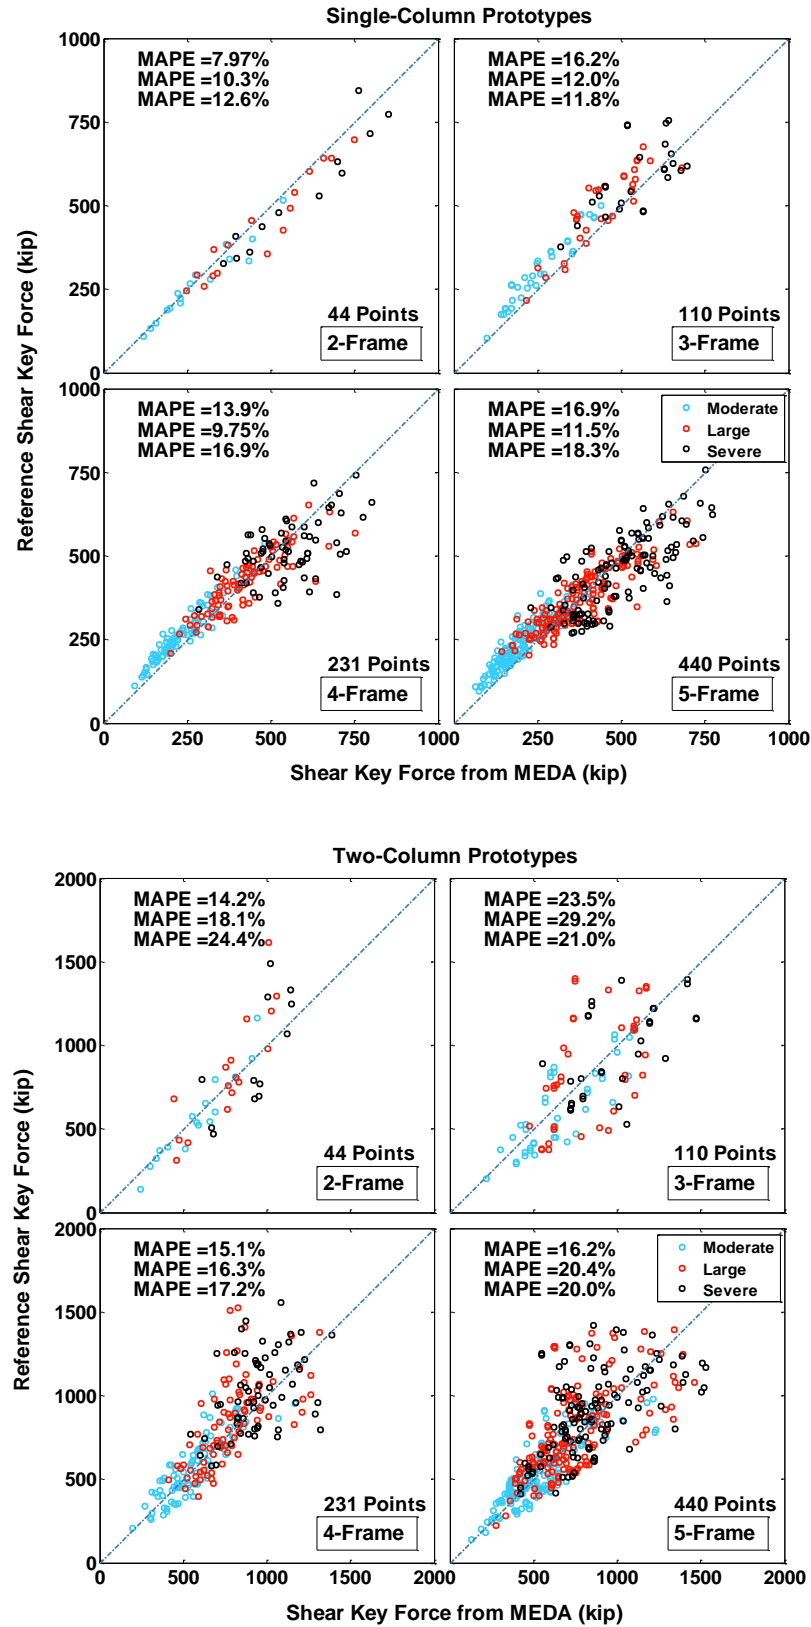 Single-Column Prototypes
Reference Shear Key Force (kip)
1000
750
500
250
0
MAPE =7.97%
MAPE =10.3%
MAPE =12.6%
44 Points
2-Frame
MAPE =16.2%
MAPE =12.0%
MAPE =11.8%
110 Points
3-Frame
1000
750
500
250
0
MAPE =13.9%
MAPE =9.75%
MAPE =16.9%
231 Points
4-Frame
MAPE =16.9%
MAPE =11.5%
MAPE =18.3%
Moderate
Large
Severe
440 Points
5-Frame
0 250 500 750 1000 0 250 500 750 1000
Shear Key Force from MEDA (kip)
Two-Column Prototypes
Reference Shear Key Force (kip)
2000
1500
1000
500
0
MAPE =14.2%
MAPE =18.1%
MAPE =24.4%
44 Points
2-Frame
MAPE =23.5%
MAPE =29.2%
MAPE =21.0%
110 Points
3-Frame
2000
1500
1000
500
0
MAPE =15.1%
MAPE =16.3%
MAPE =17.2%
231 Points
4-Frame
MAPE =16.2%
MAPE =20.4%
MAPE =20.0%
Moderate
Large
Severe
440 Points
5-Frame
0 500 1000 1500 2000 0 500 1000 1500 2000
Shear Key Force from MEDA (kip)